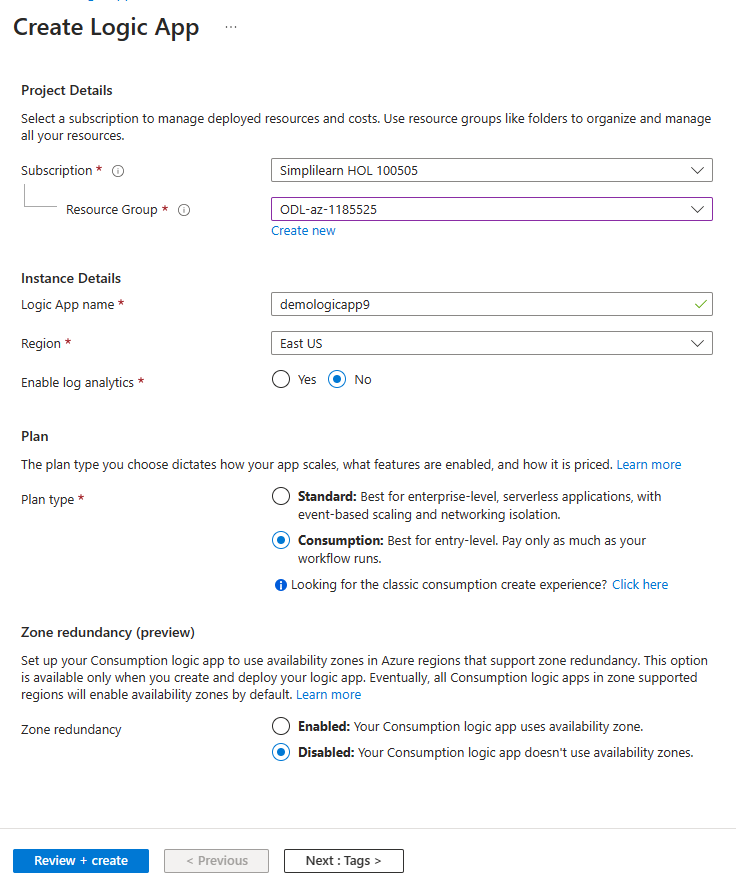 Create Logic App
...
Project Details
Select a subscription to manage deployed resources and costs. Use resource groups like folders to organize and manage
all your resources.
Subscription *
Simplilearn HOL 100505
Resource Group *
ODL-az-1185525
Create new
Instance Details
Logic App name *
demologicapp9
Region *
East US
Enable log analytics *
Yes
No
Plan
The plan type you choose dictates how your app scales, what features are enabled, and how it is priced. Learn more
Plan type *
Standard: Best for enterprise-level, serverless applications, with
event-based scaling and networking isolation.
Consumption: Best for entry-level. Pay only as much as your
workflow runs.
Looking for the classic consumption create experience? Click here
Zone redundancy (preview)
Set up your Consumption logic app to use availability zones in Azure regions that support zone redundancy. This option
is available only when you create and deploy your logic app. Eventually, all Consumption logic apps in zone supported
regions will enable availability zones by default. Learn more
Zone redundancy
Enabled: Your Consumption logic app uses availability zone.
Disabled: Your Consumption logic app doesn't use availability zones.
Review + create
< Previous
Next : Tags >